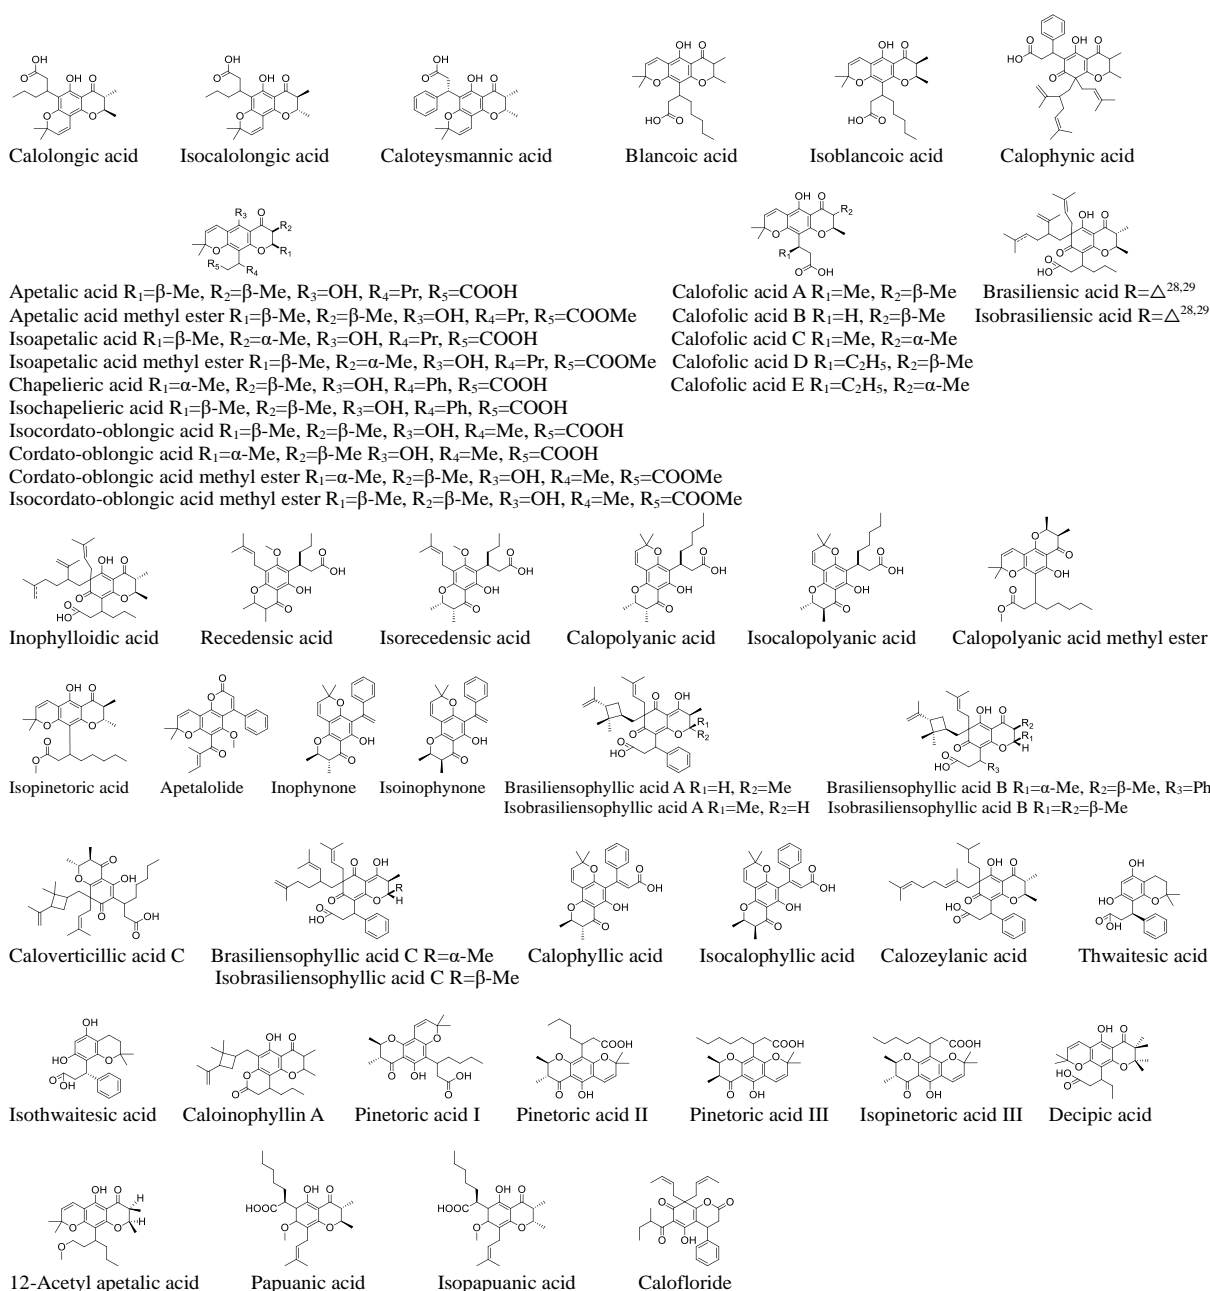 Calolongic acid
Isocalolongic acid
Caloteysmannic acid
Blancoic acid
Isoblancoic acid
Calophynic acid
Apetalic acid R₁=β-Me, R₂=β-Me, R₃=OH, R₄=Pr, R₅=COOH
Apetalic acid methyl ester R₁=β-Me, R₂=β-Me, R₃=OH, R₄=Pr, R₅=COOMe
Isoapetalic acid R₁=β-Me, R₂=α-Me, R₃=OH, R₄=Pr, R₅=COOH
Isoapetalic acid methyl ester R₁=β-Me, R₂=α-Me, R₃=OH, R₄=Pr, R₅=COOMe
Chapelieric acid R₁=α-Me, R₂=β-Me, R₃=OH, R₄=Ph, R₅=COOH
Isochapelieric acid R₁=β-Me, R₂=β-Me, R₃=OH, R₄=Ph, R₅=COOH
Isocordato-oblongic acid R₁=β-Me, R₂=β-Me, R₃=OH, R₄=Me, R₅=COOH
Cordato-oblongic acid R₁=α-Me, R₂=β-Me R₃=OH, R₄=Me, R₅=COOH
Cordato-oblongic acid methyl ester R₁=α-Me, R₂=β-Me, R₃=OH, R₄=Me, R₅=COOMe
Isocordato-oblongic acid methyl ester R₁=β-Me, R₂=β-Me, R₃=OH, R₄=Me, R₅=COOMe
Calofolic acid A R₁=Me, R₂=β-Me
Calofolic acid B R₁=H, R₂=β-Me
Calofolic acid C R₁=Me, R₂=α-Me
Calofolic acid D R₁=C₂H₅, R₂=β-Me
Calofolic acid E R₁=C₂H₅, R₂=α-Me
Brasiliensic acid R=△²⁸,²⁹
Isobrasiliensic acid R=△²⁸,²⁹
Inophylloidic acid
Recedensic acid
Isorecedensic acid
Calopolyanic acid
Isocalopolyanic acid
Calopolyanic acid methyl ester
Isopinetoric acid
Apetalolide
Inophynone
Isoinophynone
Brasiliensophyllic acid A R₁=H, R₂=Me
Isobrasiliensophyllic acid A R₁=Me, R₂=H
Brasiliensophyllic acid B R₁=α-Me, R₂=β-Me, R₃=Ph
Isobrasiliensophyllic acid B R₁=R₂=β-Me
Caloverticillic acid C
Brasiliensophyllic acid C R=α-Me
Isobrasiliensophyllic acid C R=β-Me
Calophyllic acid
Isocalophyllic acid
Calozeylanic acid
Thwaitesic acid
Isothwaitesic acid
Caloinophyllin A
Pinetoric acid I
Pinetoric acid II
Pinetoric acid III
Isopinetoric acid III
Decipic acid
12-Acetyl apetalic acid
Papuanic acid
Isopapuanic acid
Calofloride